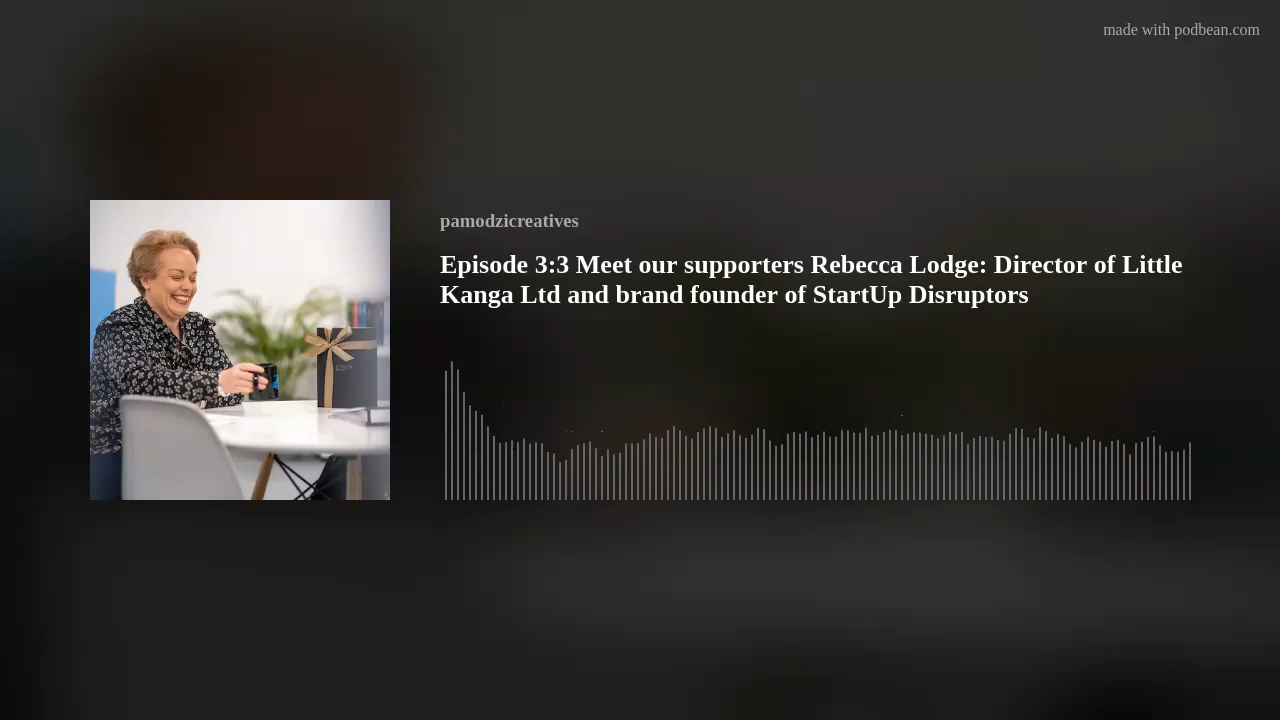 made with podbean.com
pamodzicreatives
Episode 3:3 Meet our supporters Rebecca Lodge: Director of Little
Kanga Ltd and brand founder of StartUp Disruptors